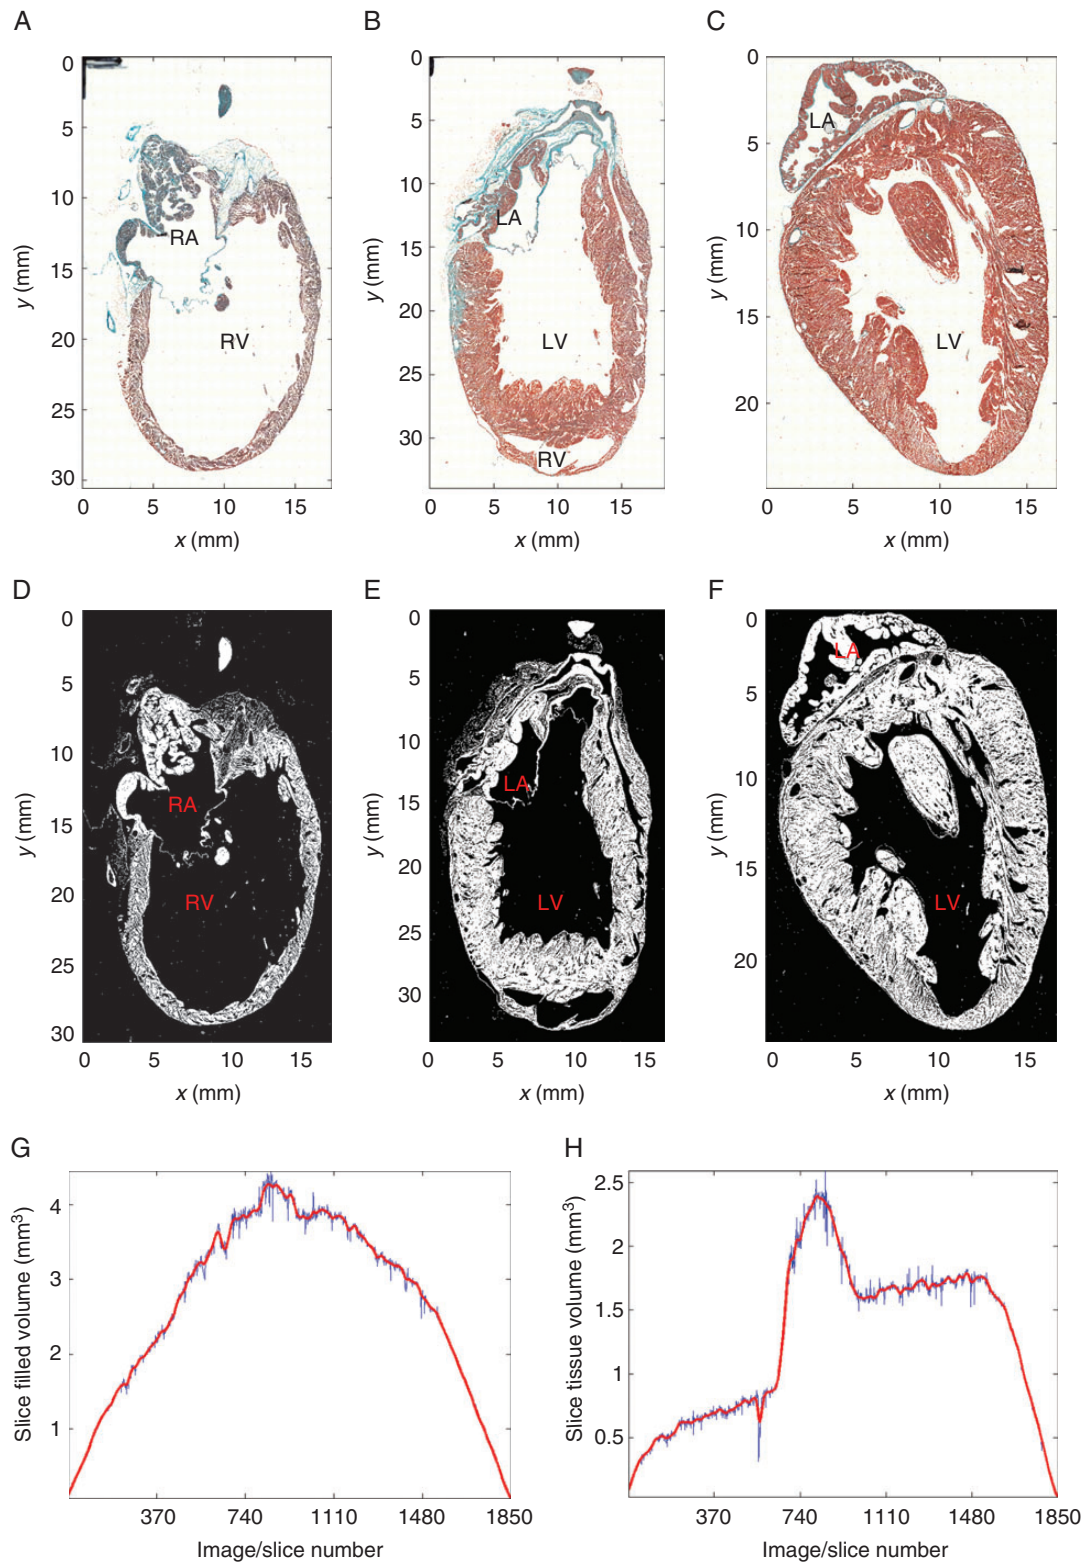 A
B
C
0
5
10
15
20
25
30
y (mm)
RA
RV
0 5 10 15
x (mm)
0
5
10
15
20
25
30
y (mm)
LA
LV
RV
0 5 10 15
x (mm)
0
5
10
15
20
y (mm)
LA
LV
0 5 10 15
x (mm)
D
E
F
0
5
10
15
20
25
30
y (mm)
RA
RV
0 5 10 15
x (mm)
0
5
10
15
20
25
30
y (mm)
LA
LV
0 5 10 15
x (mm)
0
5
10
15
20
y (mm)
LA
LV
0 5 10 15
x (mm)
G
4
3
2
1
Slice filled volume (mm³)
370 740 1110 1480 1850
Image/slice number
H
2.5
2
1.5
1
0.5
Slice tissue volume (mm³)
370 740 1110 1480 1850
Image/slice number